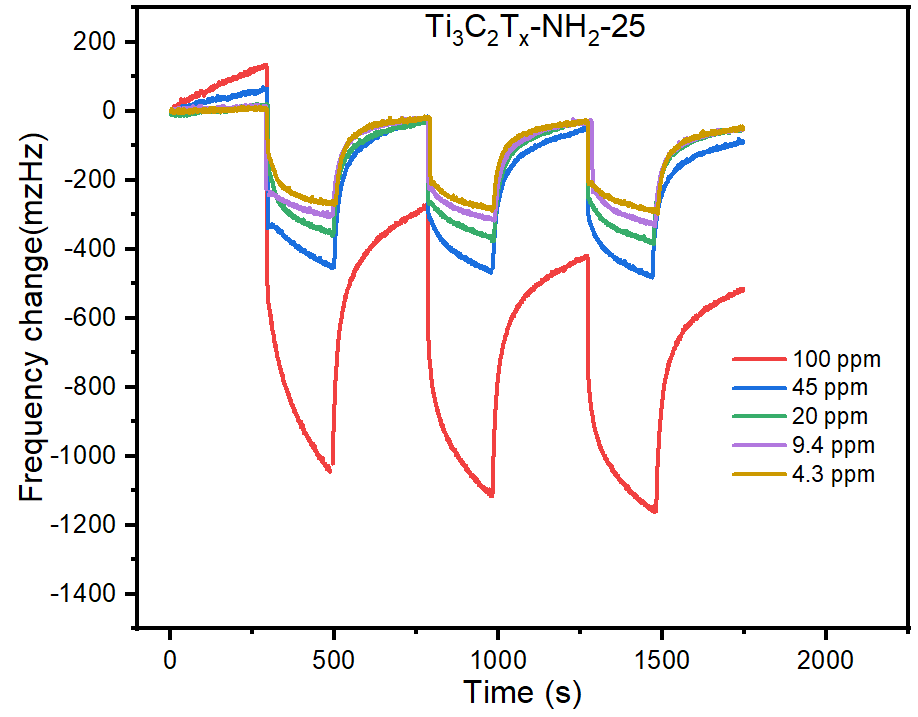 Ti₃C₂Tₓ-NH₂-25
Frequency change(mzHz)
200
0
-200
-400
-600
-800
-1000
-1200
-1400
100 ppm
45 ppm
20 ppm
9.4 ppm
4.3 ppm
0 500 1000 1500 2000
Time (s)